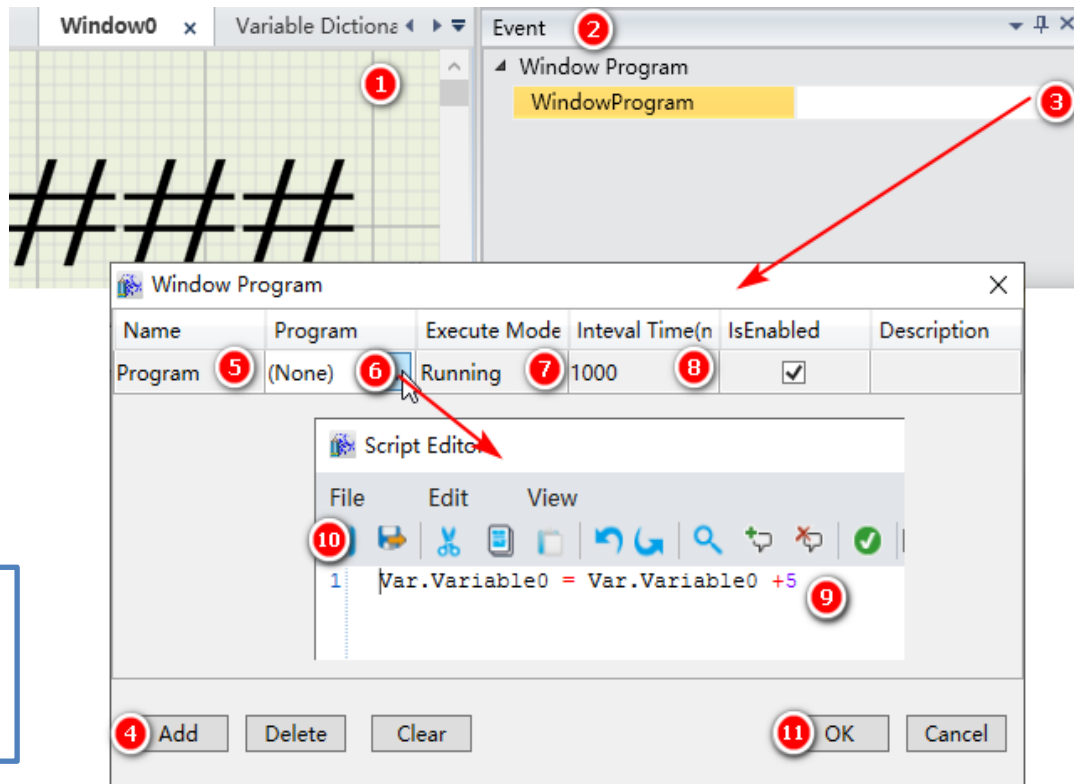 Window0 x Variable Dictiona
Event 2
1
Window Program
WindowProgram
3
###
Window Program
Name Program Execute Mode Inteval Time(n IsEnabled Description
Program 5 (None) 6 Running 7 1000 8
Script Editor
File Edit View
10
1 Var.Variable0 = Var.Variable0 +5
9
4 Add Delete Clear 11 OK Cancel